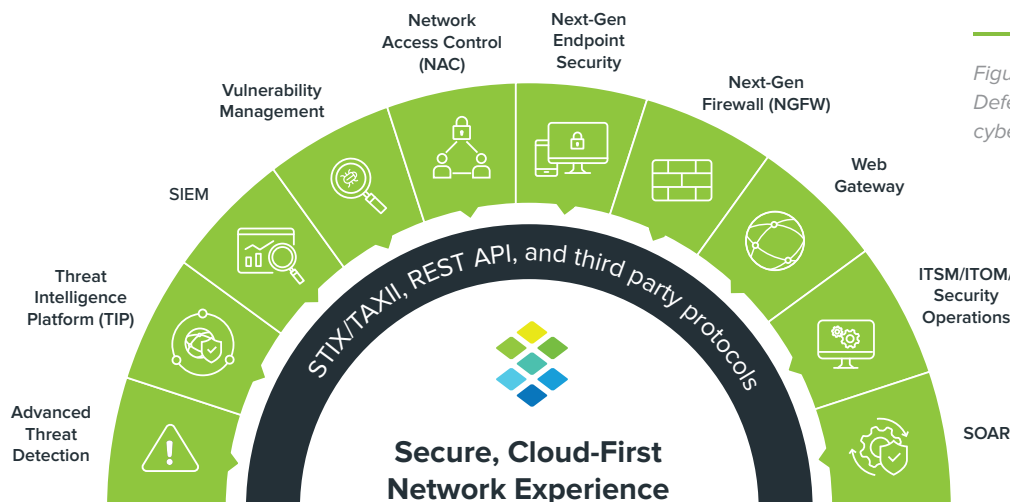 Network
Access Control
(NAC)
Next-Gen
Endpoint
Security
Vulnerability
Management
Next-Gen
Firewall (NGFW)
SIEM
Web
Gateway
Threat
Intelligence
Platform (TIP)
ITSM/ITOM/
Security
Operations
Advanced
Threat
Detection
SOAR
STIX/TAXII, REST API, and third party protocols
Secure, Cloud-First
Network Experience